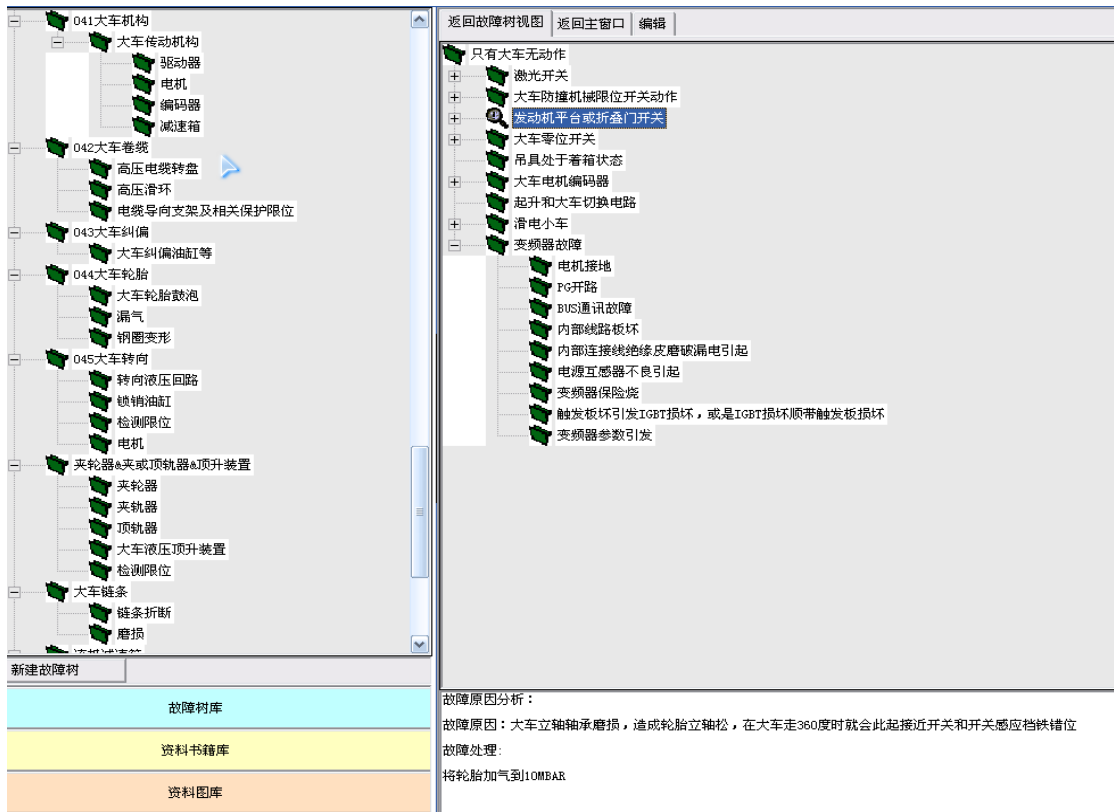 041大车机构
大车传动机构
驱动器
电机
编码器
减速箱
042大车卷缆
高压电缆转盘
高压滑环
电缆导向支架及相关保护限位
043大车纠偏
大车纠偏油缸等
044大车轮胎
大车轮胎鼓泡
漏气
钢圈变形
045大车转向
转向液压回路
锁销油缸
检测限位
电机
夹轮器&夹或顶轨器&顶升装置
夹轮器
夹轨器
顶轨器
大车液压顶升装置
检测限位
大车链条
链条折断
磨损
新建故障树
故障树库
资料书籍库
资料图库
返回故障树视图 返回主窗口 编辑
只有大车无动作
激光开关
大车防撞机械限位开关动作
发动机平台或折叠门开关
大车零位开关
吊具处于着箱状态
大车电机编码器
起升和大车切换电路
滑电小车
变频器故障
电机接地
PG开路
BUS通讯故障
内部线路板坏
内部连接线绝缘皮磨破漏电引起
电源互感器不良引起
变频器保险烧
触发板坏引发IGBT损坏，或是IGBT损坏顺带触发板损坏
变频器参数引发
故障原因分析：
故障原因：大车立轴轴承磨损，造成轮胎立轴松，在大车走360度时就会此起接近开关和开关感应档铁错位
故障处理:
将轮胎加气到10MBAR